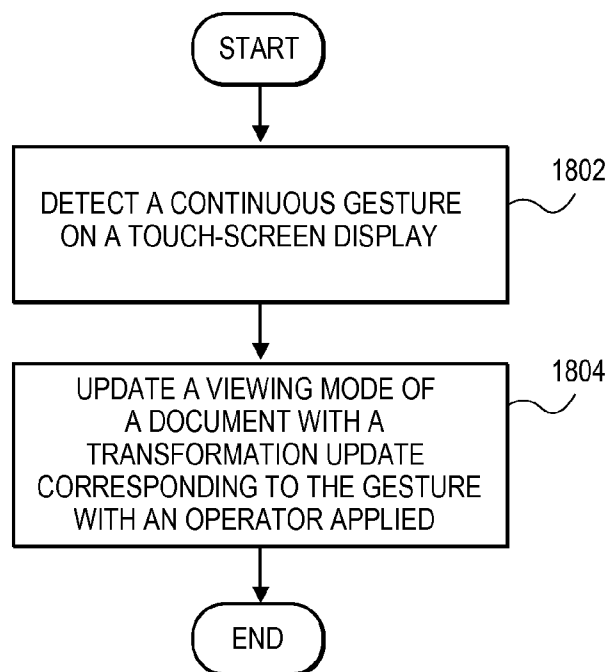 START
1802
DETECT A CONTINUOUS GESTURE
ON A TOUCH-SCREEN DISPLAY
1804
UPDATE A VIEWING MODE OF
A DOCUMENT WITH A
TRANSFORMATION UPDATE
CORRESPONDING TO THE GESTURE
WITH AN OPERATOR APPLIED
END